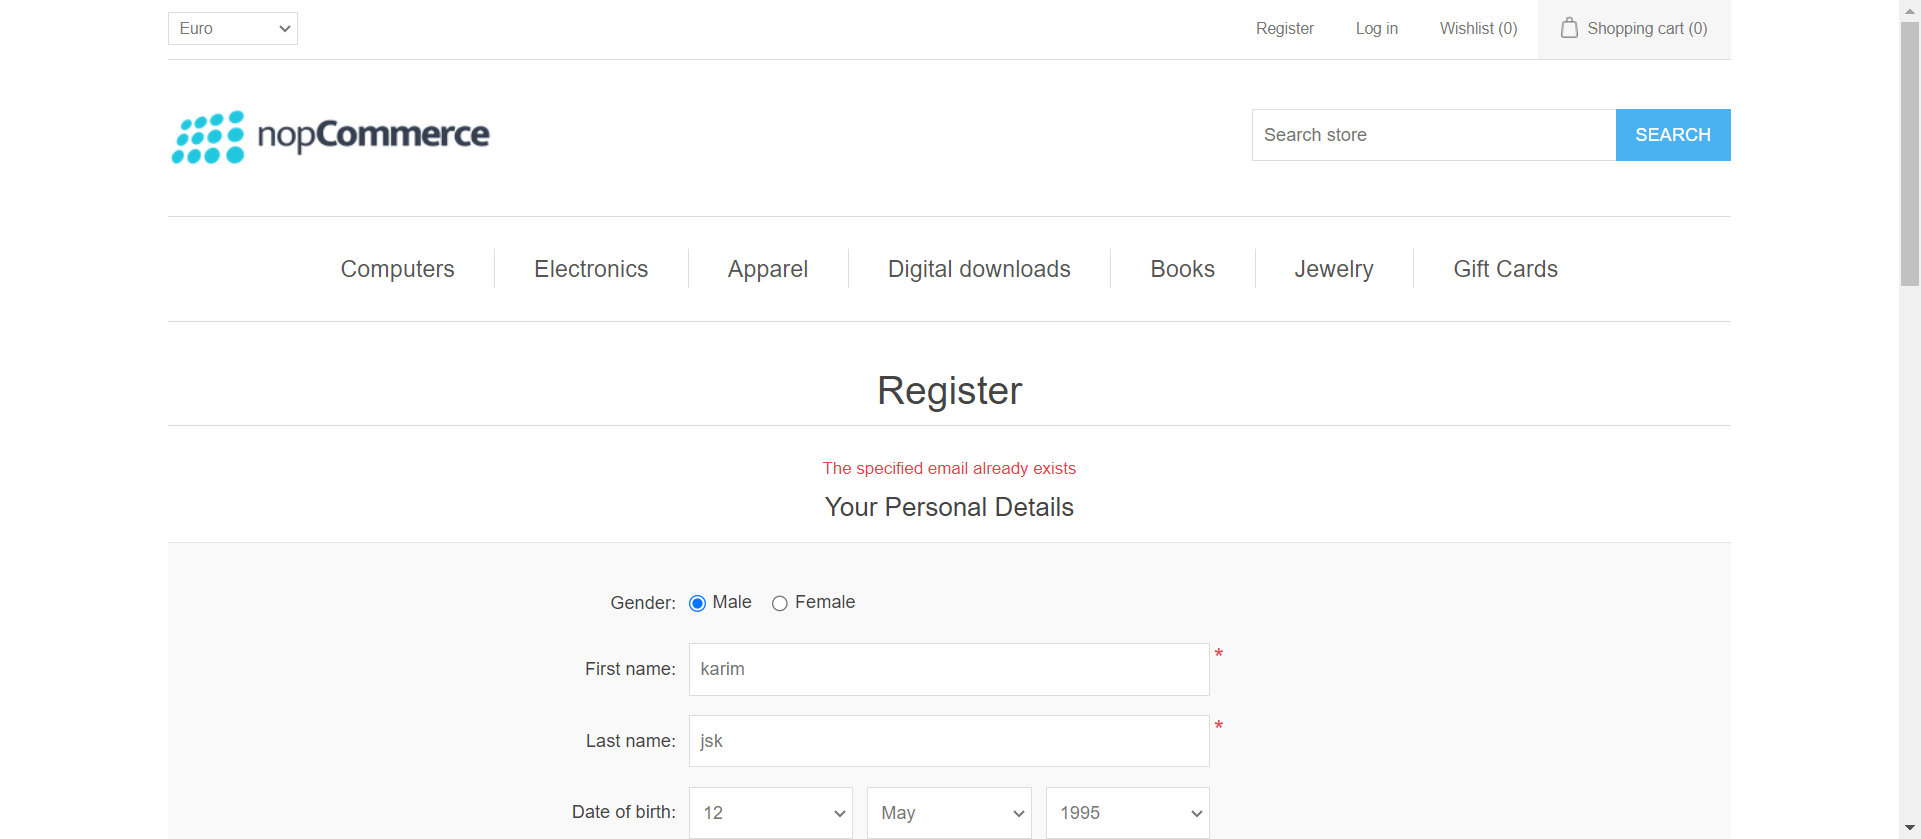 Euro
Register Log in Wishlist (0) Shopping cart (0)
nopCommerce
Search store SEARCH
Computers Electronics Apparel Digital downloads Books Jewelry Gift Cards
Register
The specified email already exists
Your Personal Details
Gender: Male Female
First name: karim *
Last name: jsk *
Date of birth: 12 May 1995